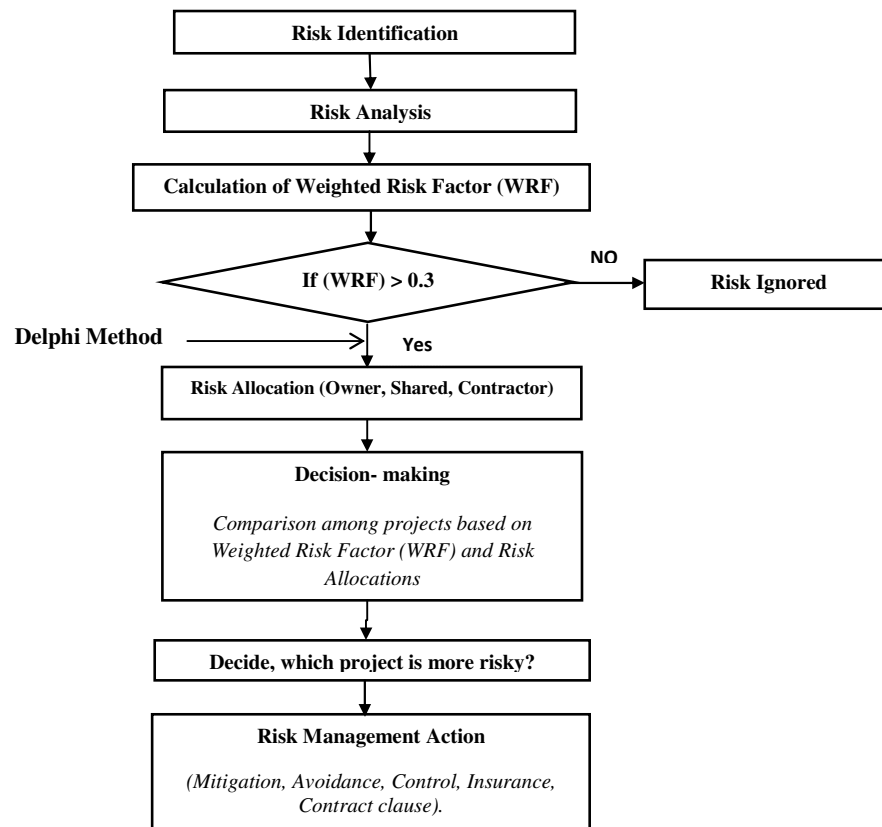 Risk Identification
Risk Analysis
Calculation of Weighted Risk Factor (WRF)
If (WRF) > 0.3
NO
Risk Ignored
Delphi Method
Yes
Risk Allocation (Owner, Shared, Contractor)
Decision- making
Comparison among projects based on
Weighted Risk Factor (WRF) and Risk
Allocations
Decide, which project is more risky?
Risk Management Action
(Mitigation, Avoidance, Control, Insurance,
Contract clause).